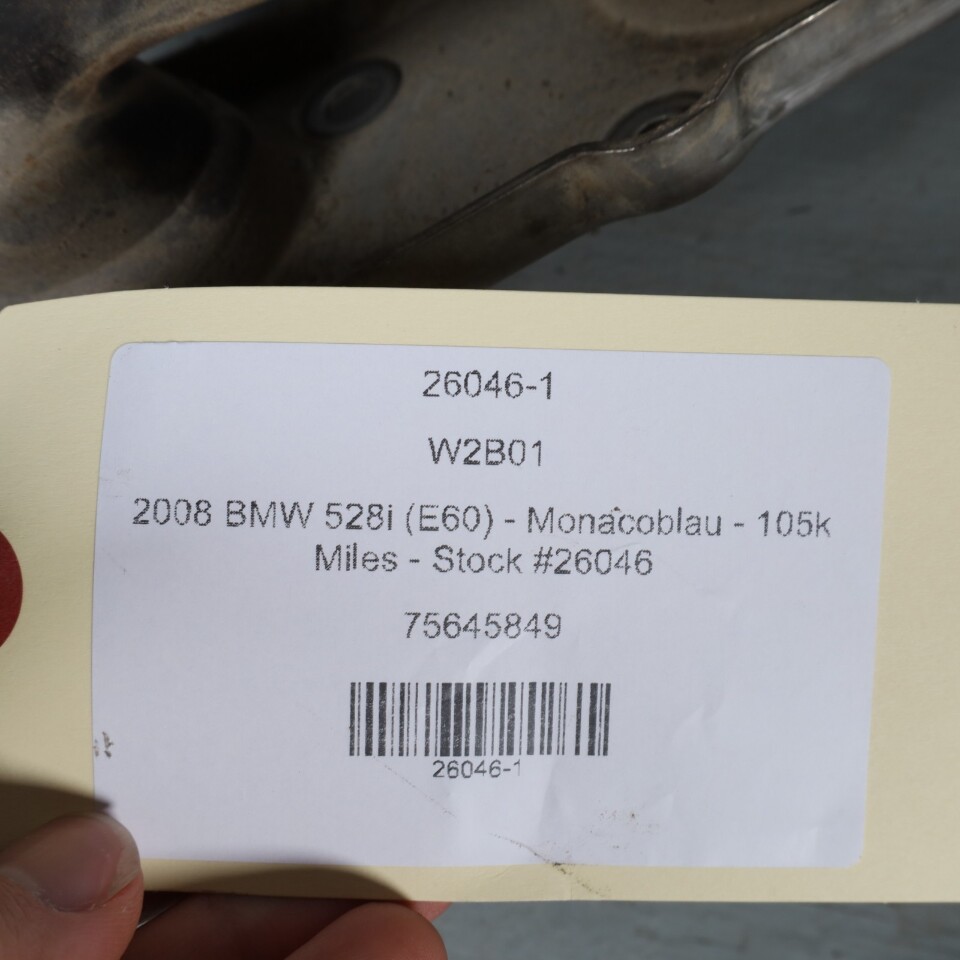 26046-1
W2B01
2008 BMW 528i (E60) - Monacoblau - 105k
Miles - Stock #26046
75645849
26046-1